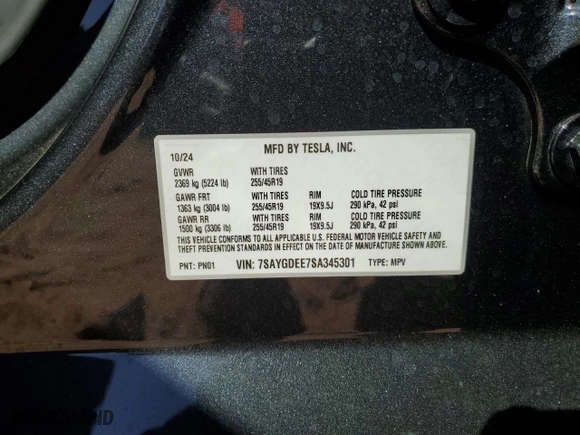 10/24 MFD BY TESLA, INC.
GVWR WITH TIRES
2369 kg (5224 lb) 255/45R19
GAWR FRT WITH TIRES RIM COLD TIRE PRESSURE
1363 kg (3004 lb) 255/45R19 19X9.5J 290 kPa, 42 psi
GAWR RR WITH TIRES RIM COLD TIRE PRESSURE
1500 kg (3306 lb) 255/45R19 19X9.5J 290 kPa, 42 psi
THIS VEHICLE CONFORMS TO ALL APPLICABLE U.S. FEDERAL MOTOR VEHICLE SAFETY AND
THEFT PREVENTION STANDARDS IN EFFECT ON THE DATE OF MANUFACTURE SHOWN ABOVE.
PNT: PN01 VIN: 7SAYGDEE7SA345301 TYPE: MPV